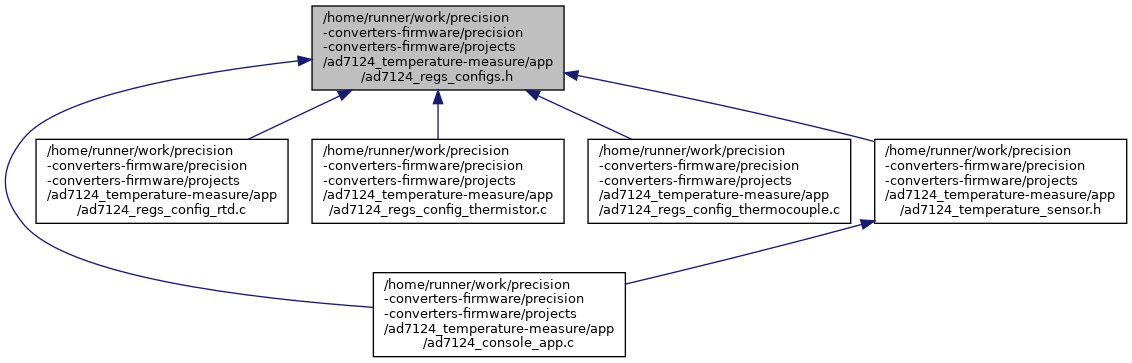 /home/runner/work/precision
-converters-firmware/precision
-converters-firmware/projects
/ad7124_temperature-measure/app
/ad7124_regs_configs.h
/home/runner/work/precision
-converters-firmware/precision
-converters-firmware/projects
/ad7124_temperature-measure/app
/ad7124_regs_config_rtd.c
/home/runner/work/precision
-converters-firmware/precision
-converters-firmware/projects
/ad7124_temperature-measure/app
/ad7124_regs_config_thermistor.c
/home/runner/work/precision
-converters-firmware/precision
-converters-firmware/projects
/ad7124_temperature-measure/app
/ad7124_regs_config_thermocouple.c
/home/runner/work/precision
-converters-firmware/precision
-converters-firmware/projects
/ad7124_temperature-measure/app
/ad7124_temperature_sensor.h
/home/runner/work/precision
-converters-firmware/precision
-converters-firmware/projects
/ad7124_temperature-measure/app
/ad7124_console_app.c